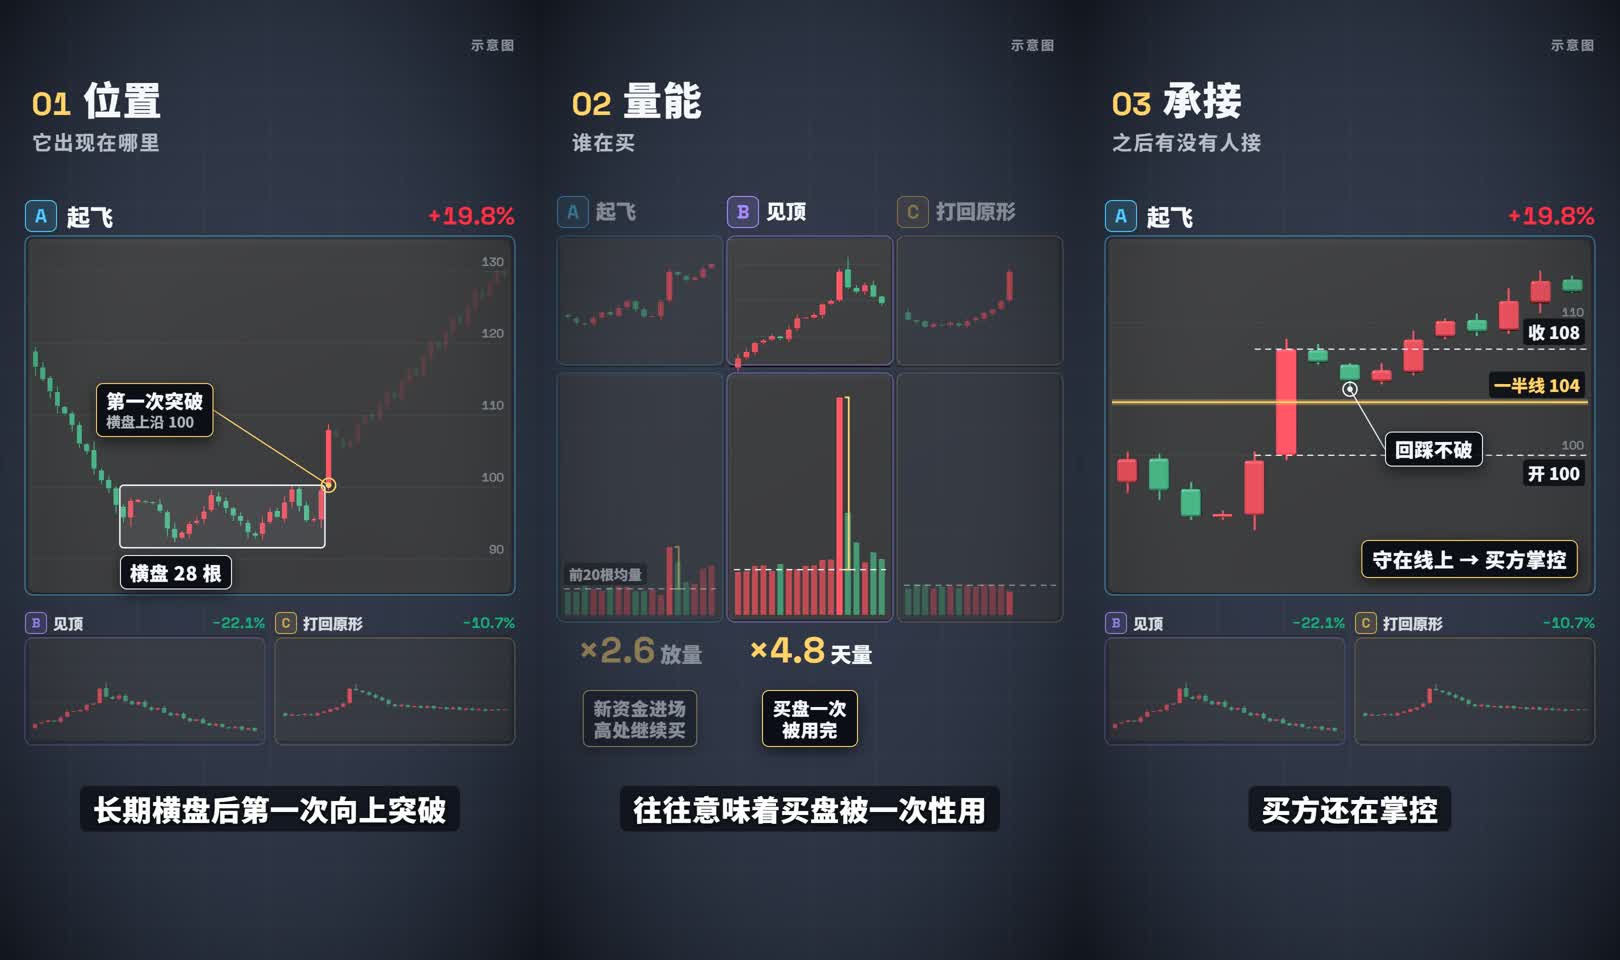 示意图
01 位置
它出现在哪里
A 起飞 +19.8%
130
120
110
100
90
第一次突破
横盘上沿 100
横盘 28 根
B 见顶 -22.1%
C 打回原形 -10.7%
长期横盘后第一次向上突破
示意图
02 量能
谁在买
A 起飞
B 见顶
C 打回原形
前20根均量
×2.6 放量
×4.8 天量
新资金进场
高处继续买
买盘一次
被用完
往往意味着买盘被一次性用
示意图
03 承接
之后有没有人接
A 起飞 +19.8%
110
收 108
一半线 104
回踩不破
100
开 100
守在线上 → 买方掌控
B 见顶 -22.1%
C 打回原形 -10.7%
买方还在掌控